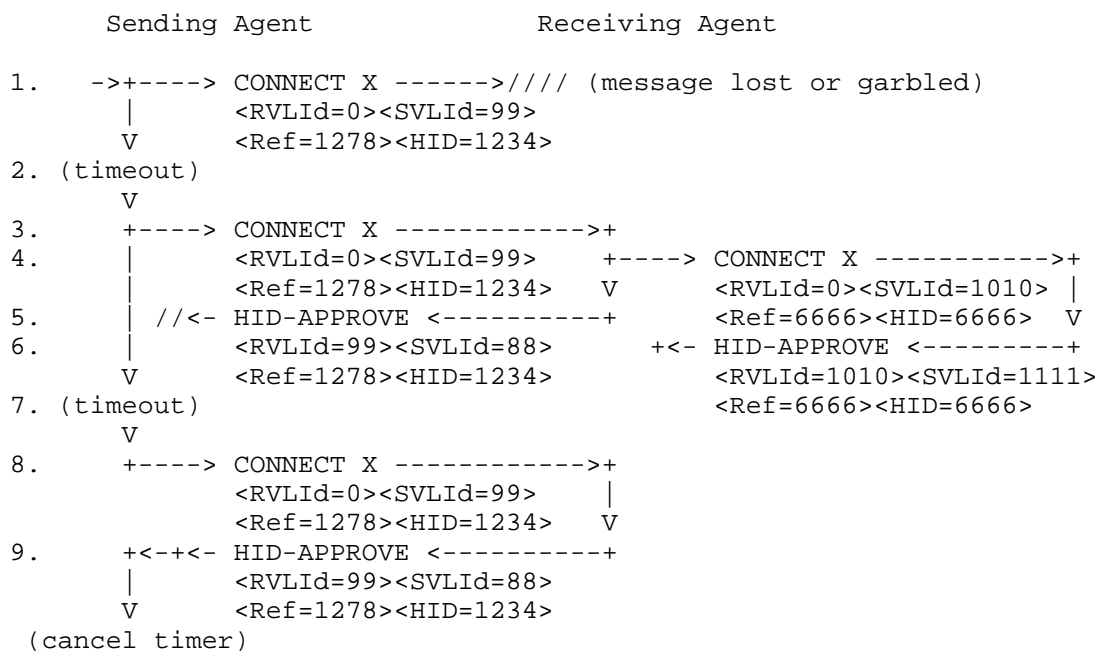 Sending Agent                Receiving Agent

1.    ->+----> CONNECT X ------>//// (message lost or garbled)
        |      <RVLId=0><SVLId=99>
        V      <Ref=1278><HID=1234>
2. (timeout)
        V
3.      +----> CONNECT X ------------>+
4.      |      <RVLId=0><SVLId=99>    +----> CONNECT X ----------->+
        |      <Ref=1278><HID=1234>   V      <RVLId=0><SVLId=1010> |
5.      | //<- HID-APPROVE <----------+      <Ref=6666><HID=6666>  V
6.      |      <RVLId=99><SVLId=88>      +<- HID-APPROVE <---------+
        V      <Ref=1278><HID=1234>          <RVLId=1010><SVLId=1111>
7. (timeout)                                 <Ref=6666><HID=6666>
        V
8.      +----> CONNECT X ------------>+
               <RVLId=0><SVLId=99>    |
               <Ref=1278><HID=1234>   V
9.      +<-+<- HID-APPROVE <----------+
        |      <RVLId=99><SVLId=88>
        V      <Ref=1278><HID=1234>
 (cancel timer)